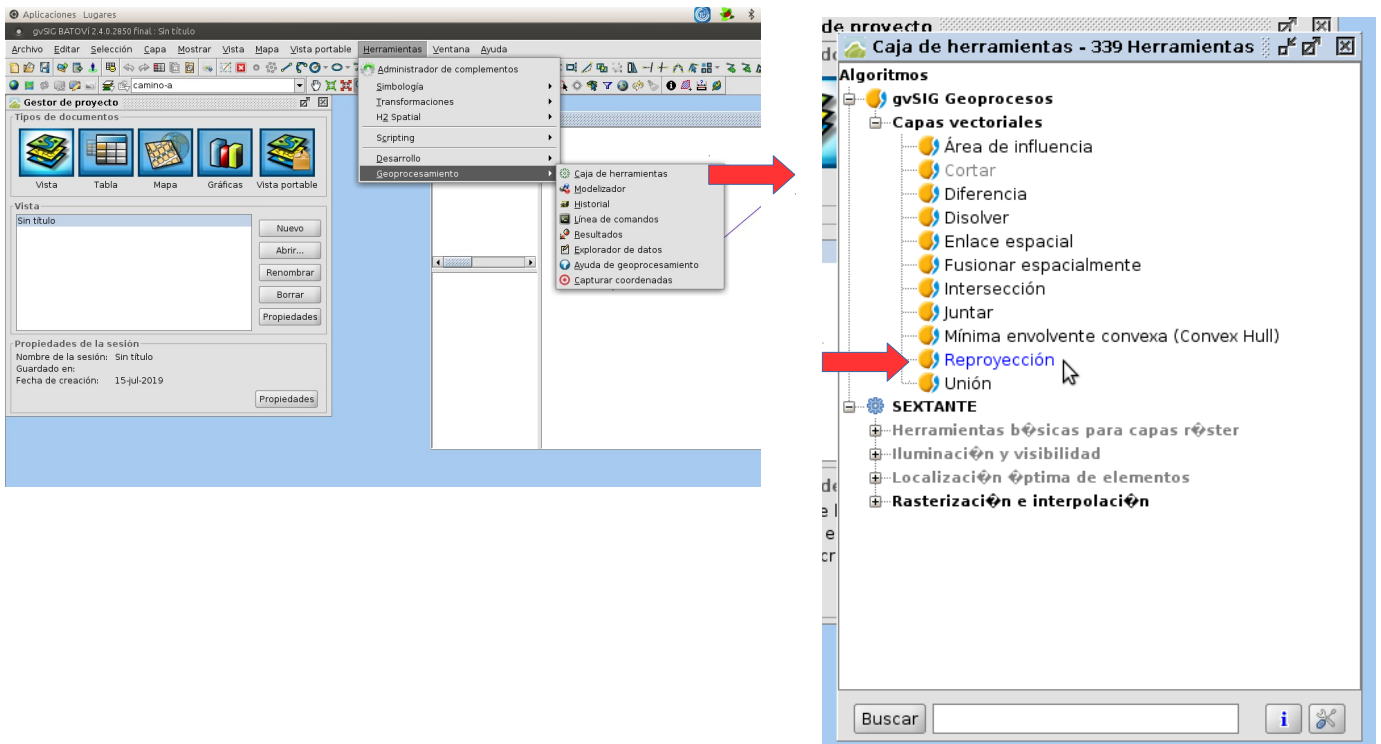 Aplicaciones Lugares
gvSIG BATOVÍ 2.4.0.2850 final : Sin título
Archivo Editar Selección Capa Mostrar Vista Mapa Vista portable Herramientas Ventana Ayuda
camino-a
Administrador de complementos
Simbología
Transformaciones
H2 Spatial
Scripting
Desarrollo
Geoprocesamiento
Caja de herramientas
Modelizador
Historial
Línea de comandos
Resultados
Explorador de datos
Ayuda de geoprocesamiento
Capturar coordenadas
Gestor de proyecto
Tipos de documentos
Vista Tabla Mapa Gráficas Vista portable
Vista
Sin título
Nuevo
Abrir...
Renombrar
Borrar
Propiedades
Propiedades de la sesión
Nombre de la sesión: Sin título
Guardado en:
Fecha de creación: 15-jul-2019
Propiedades
de proyecto
Caja de herramientas - 339 Herramientas
Algoritmos
gvSIG Geoprocesos
Capas vectoriales
Área de influencia
Cortar
Diferencia
Disolver
Enlace espacial
Fusionar espacialmente
Intersección
Juntar
Mínima envolvente convexa (Convex Hull)
Reproyección
Unión
SEXTANTE
Herramientas b�sicas para capas r�ster
Iluminaci�n y visibilidad
Localizaci�n �ptima de elementos
Rasterizaci�n e interpolaci�n
Buscar